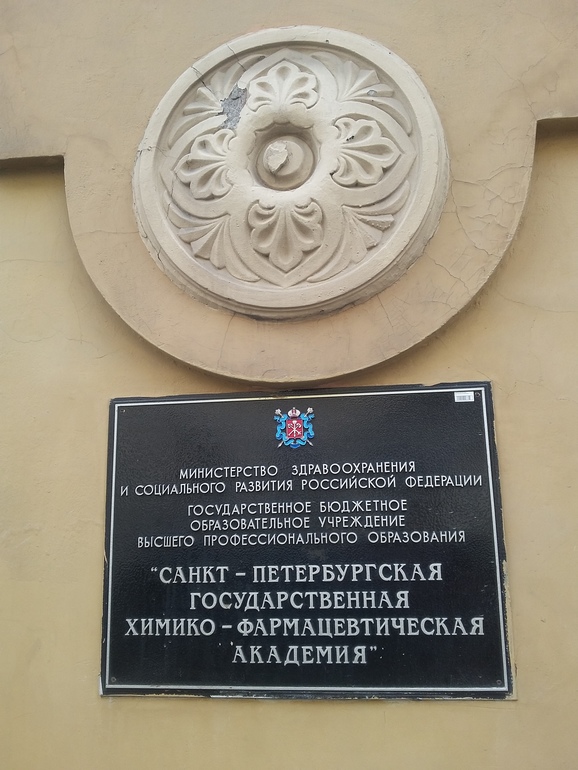 МИНИСТЕРСТВО ЗДРАВООХРАНЕНИЯ
И СОЦИАЛЬНОГО РАЗВИТИЯ РОССИЙСКОЙ ФЕДЕРАЦИИ
ГОСУДАРСТВЕННОЕ БЮДЖЕТНОЕ
ОБРАЗОВАТЕЛЬНОЕ УЧРЕЖДЕНИЕ
ВЫСШЕГО ПРОФЕССИОНАЛЬНОГО ОБРАЗОВАНИЯ
"САНКТ – ПЕТЕРБУРГСКАЯ
ГОСУДАРСТВЕННАЯ
ХИМИКО – ФАРМАЦЕВТИЧЕСКАЯ
АКАДЕМИЯ"